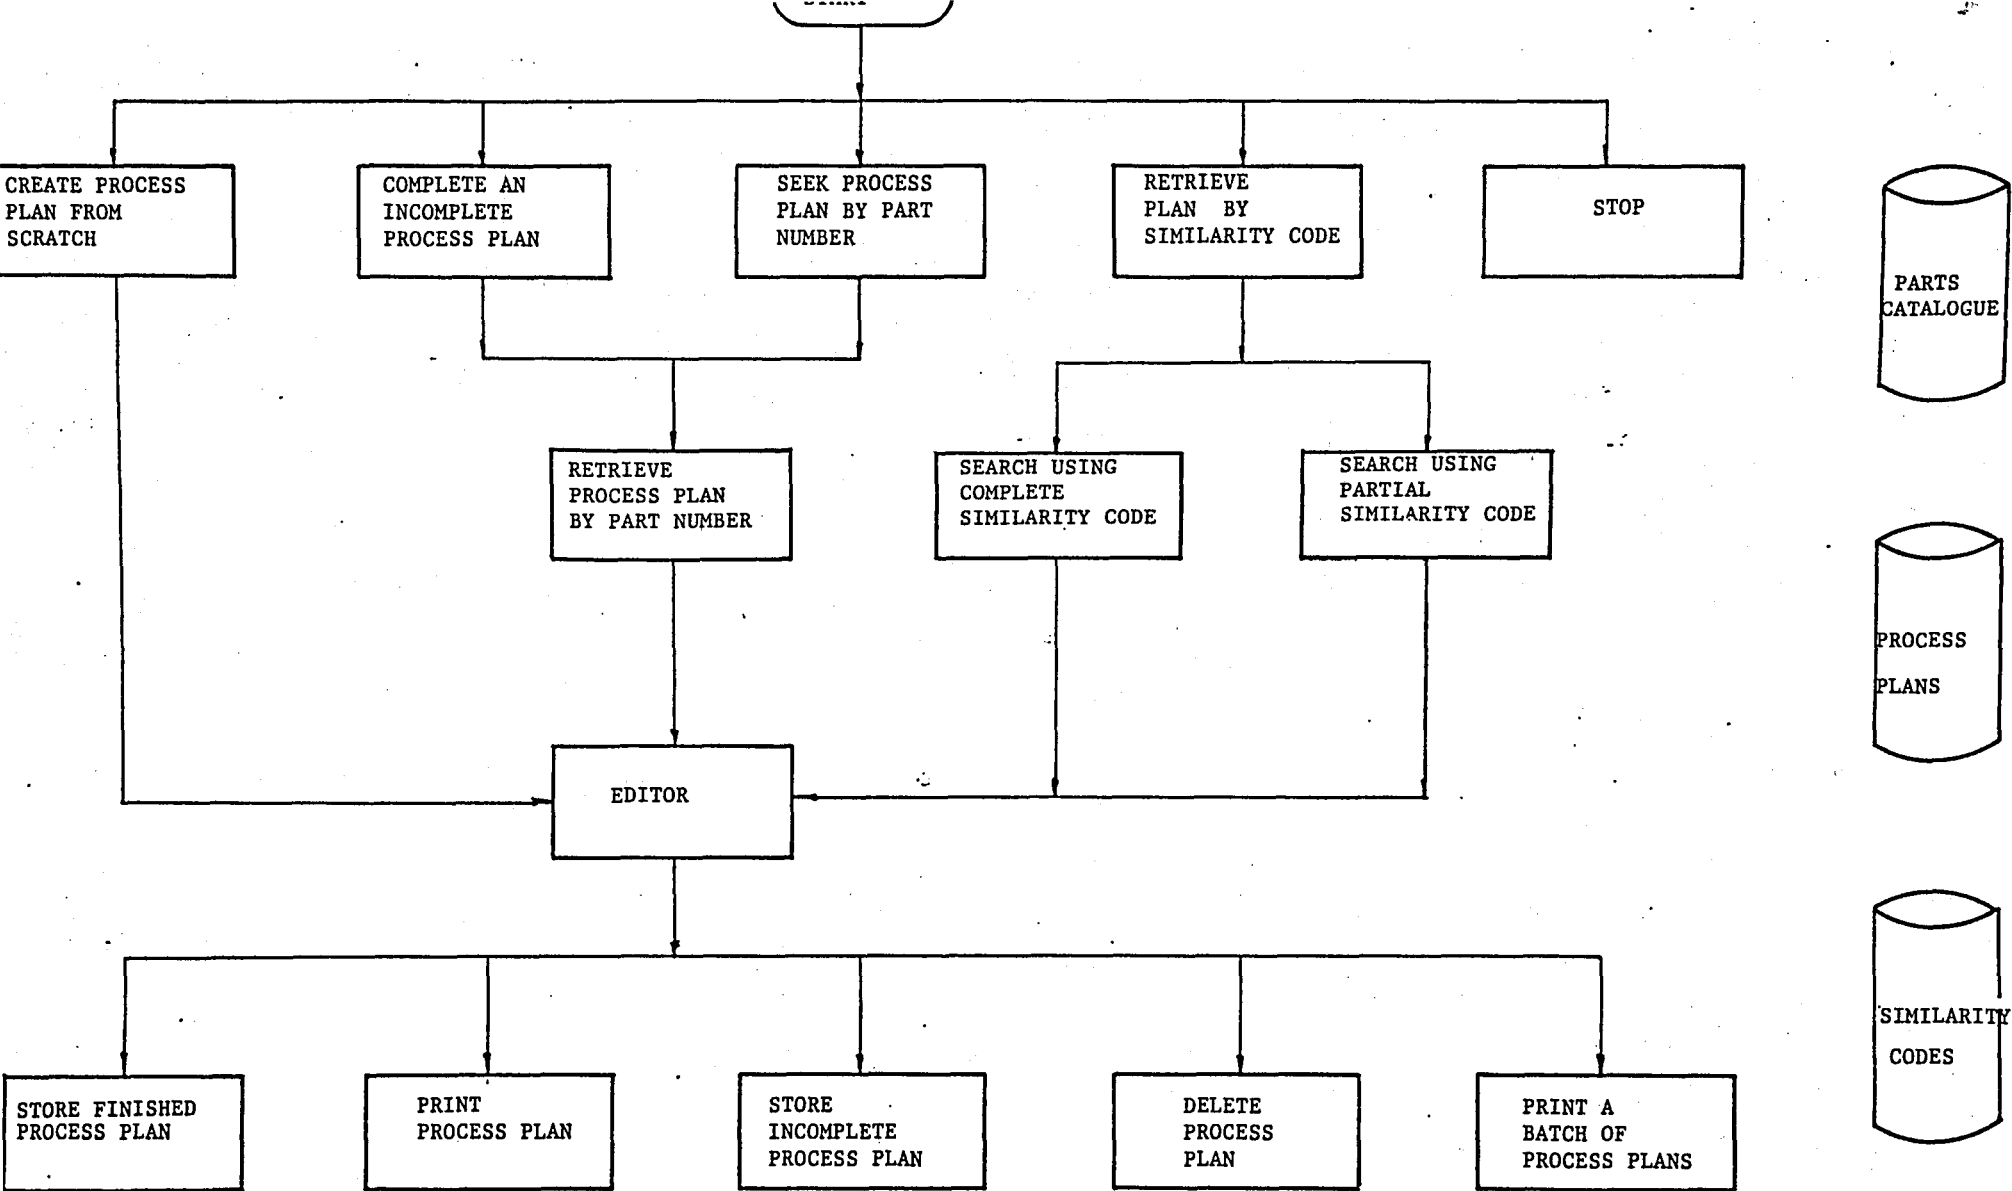 CREATE PROCESS
PLAN FROM
SCRATCH
COMPLETE AN
INCOMPLETE
PROCESS PLAN
SEEK PROCESS
PLAN BY PART
NUMBER
RETRIEVE
PLAN BY
SIMILARITY CODE
STOP
PARTS
CATALOGUE
RETRIEVE
PROCESS PLAN
BY PART NUMBER
SEARCH USING
COMPLETE
SIMILARITY CODE
SEARCH USING
PARTIAL
SIMILARITY CODE
PROCESS
PLANS
EDITOR
SIMILARITY
CODES
STORE FINISHED
PROCESS PLAN
PRINT
PROCESS PLAN
STORE
INCOMPLETE
PROCESS PLAN
DELETE
PROCESS
PLAN
PRINT A
BATCH OF
PROCESS PLANS